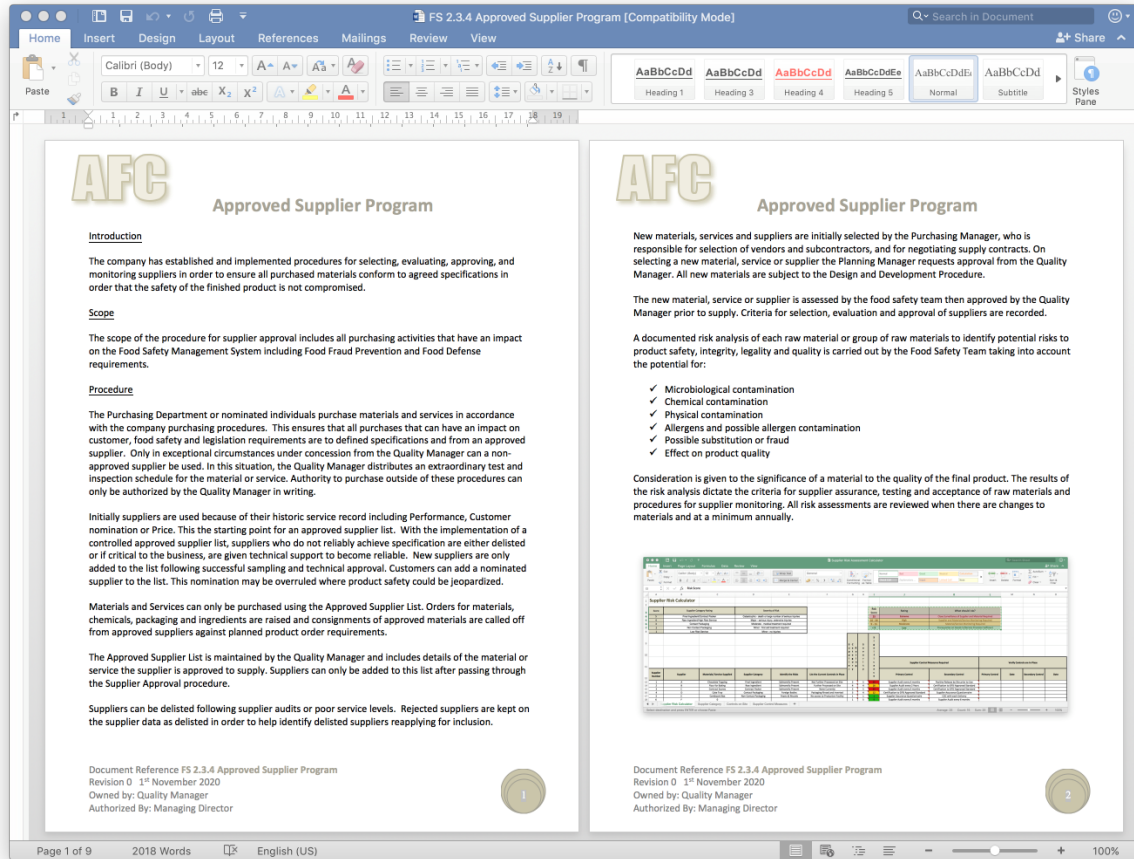 FS 2.3.4 Approved Supplier Program [Compatibility Mode]
Search in Document
Home Insert Design Layout References Mailings Review View
Share
Paste
Calibri (Body) 12
AaBbCcDd AaBbCcDd AaBbCcDd AaBbCcDdEe AaBbCcDdEe AaBbCcDd
Heading 1 Heading 3 Heading 4 Heading 5 Normal Subtitle
Styles
Pane
1 1 2 3 4 5 6 7 8 9 10 11 12 13 14 15 16 17 18 19
AFC
Approved Supplier Program
Introduction
The company has established and implemented procedures for selecting, evaluating, approving, and
monitoring suppliers in order to ensure all purchased materials conform to agreed specifications in
order that the safety of the finished product is not compromised.
Scope
The scope of the procedure for supplier approval includes all purchasing activities that have an impact
on the Food Safety Management System including Food Fraud Prevention and Food Defense
requirements.
Procedure
The Purchasing Department or nominated individuals purchase materials and services in accordance
with the company purchasing procedures. This ensures that all purchases that can have an impact on
customer, food safety and legislation requirements are to defined specifications and from an approved
supplier. Only in exceptional circumstances under concession from the Quality Manager can a non-
approved supplier be used. In this situation, the Quality Manager distributes an extraordinary test and
inspection schedule for the material or service. Authority to purchase outside of these procedures can
only be authorized by the Quality Manager in writing.
Initially suppliers are used because of their historic service record including Performance, Customer
nomination or Price. This the starting point for an approved supplier list. With the implementation of a
controlled approved supplier list, suppliers who do not reliably achieve specification are either delisted
or if critical to the business, are given technical support to become reliable. New suppliers are only
added to the list following successful sampling and technical approval. Customers can add a nominated
supplier to the list. This nomination may be overruled where product safety could be jeopardized.
Materials and Services can only be purchased using the Approved Supplier List. Orders for materials,
chemicals, packaging and ingredients are raised and consignments of approved materials are called off
from approved suppliers against planned product order requirements.
The Approved Supplier List is maintained by the Quality Manager and includes details of the material or
service the supplier is approved to supply. Suppliers can only be added to this list after passing through
the Supplier Approval procedure.
Suppliers can be delisted following poor audits or poor service levels. Rejected suppliers are kept on
the supplier data as delisted in order to help identify delisted suppliers reapplying for inclusion.
Document Reference FS 2.3.4 Approved Supplier Program
Revision 0 1st November 2020
Owned by: Quality Manager
Authorized By: Managing Director
1
AFC
Approved Supplier Program
New materials, services and suppliers are initially selected by the Purchasing Manager, who is
responsible for selection of vendors and subcontractors, and for negotiating supply contracts. On
selecting a new material, service or supplier the Planning Manager requests approval from the Quality
Manager. All new materials are subject to the Design and Development Procedure.
The new material, service or supplier is assessed by the food safety team then approved by the Quality
Manager prior to supply. Criteria for selection, evaluation and approval of suppliers are recorded.
A documented risk analysis of each raw material or group of raw materials to identify potential risks to
product safety, integrity, legality and quality is carried out by the Food Safety Team taking into account
the potential for:
✓ Microbiological contamination
✓ Chemical contamination
✓ Physical contamination
✓ Allergens and possible allergen contamination
✓ Possible substitution or fraud
✓ Effect on product quality
Consideration is given to the significance of a material to the quality of the final product. The results of
the risk analysis dictate the criteria for supplier assurance, testing and acceptance of raw materials and
procedures for supplier monitoring. All risk assessments are reviewed when there are changes to
materials and at a minimum annually.
Supplier Risk Calculator
Document Reference FS 2.3.4 Approved Supplier Program
Revision 0 1st November 2020
Owned by: Quality Manager
Authorized By: Managing Director
2
Page 1 of 9 2018 Words English (US) 100%